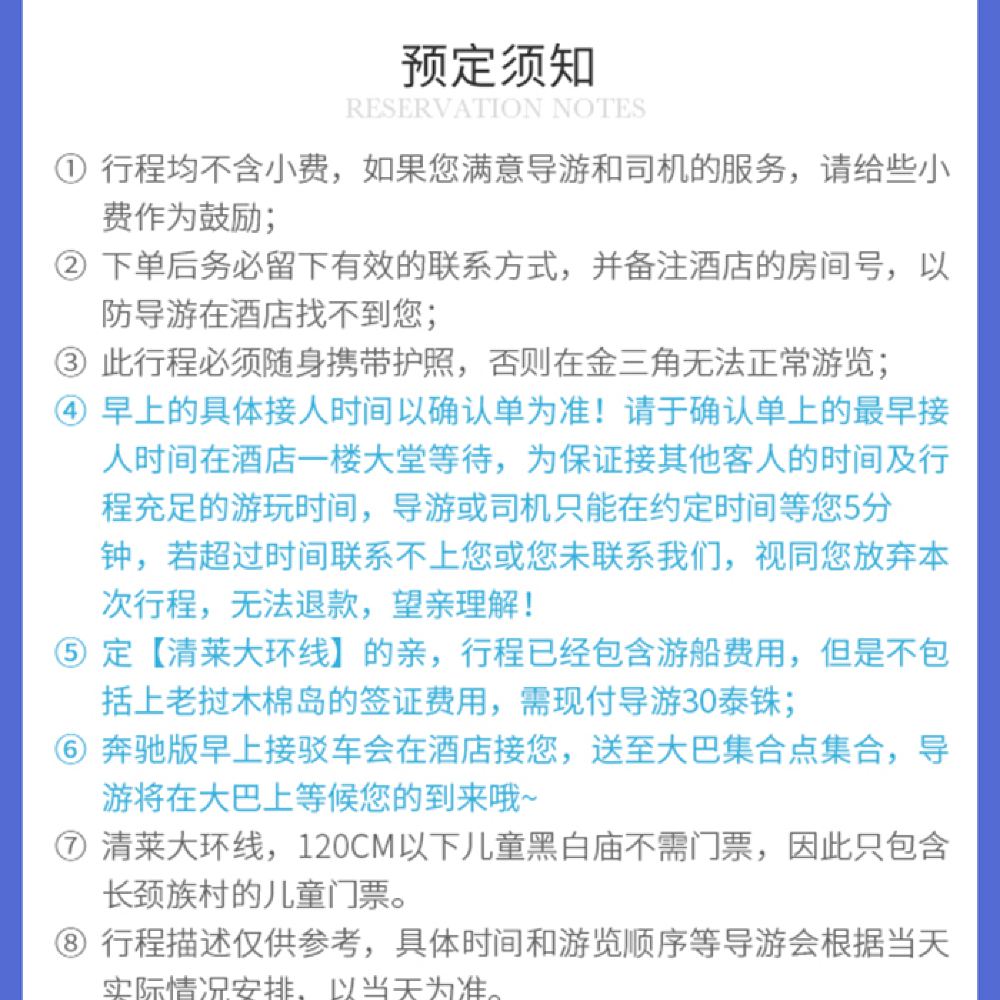 预定须知
RESERVATION NOTES
① 行程均不含小费，如果您满意导游和司机的服务，请给些小
费作为鼓励；
② 下单后务必留下有效的联系方式，并备注酒店的房间号，以
防导游在酒店找不到您；
③ 此行程必须随身携带护照，否则在金三角无法正常游览；
④ 早上的具体接人时间以确认单为准！请于确认单上的最早接
人时间在酒店一楼大堂等待，为保证接其他客人的时间及行
程充足的游玩时间，导游或司机只能在约定时间等您5分
钟，若超过时间联系不上您或您未联系我们，视同您放弃本
次行程，无法退款，望亲理解！
⑤ 定【清莱大环线】的亲，行程已经包含游船费用，但是不包
括上老挝木棉岛的签证费用，需现付导游30泰铢；
⑥ 奔驰版早上接驳车会在酒店接您，送至大巴集合点集合，导
游将在大巴上等候您的到来哦~
⑦ 清莱大环线，120CM以下儿童黑白庙不需门票，因此只包含
长颈族村的儿童门票。
⑧ 行程描述仅供参考，具体时间和游览顺序等导游会根据当天
实际情况安排，以当天为准。